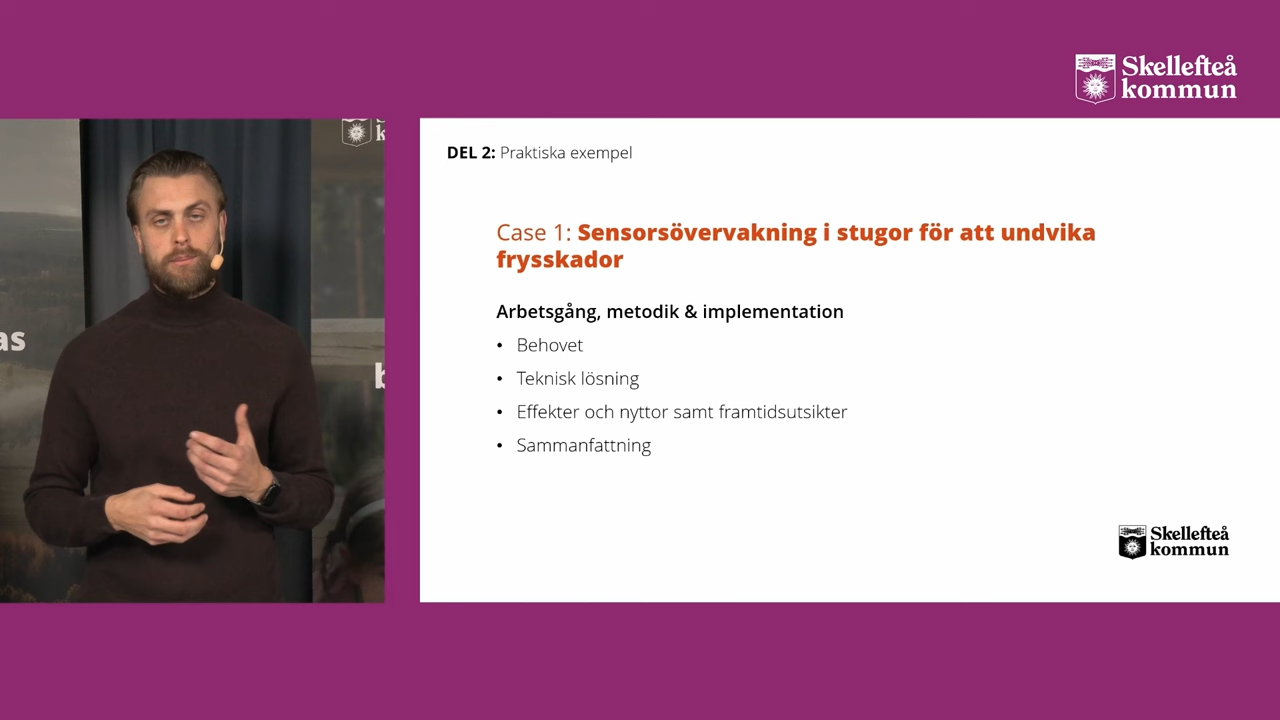 Skellefteå
kommun
as
DEL 2: Praktiska exempel
Case 1: Sensorsövervakning i stugor för att undvika
frysskador
Arbetsgång, metodik & implementation
• Behovet
• Teknisk lösning
• Effekter och nyttor samt framtidsutsikter
• Sammanfattning
Skellefteå
kommun